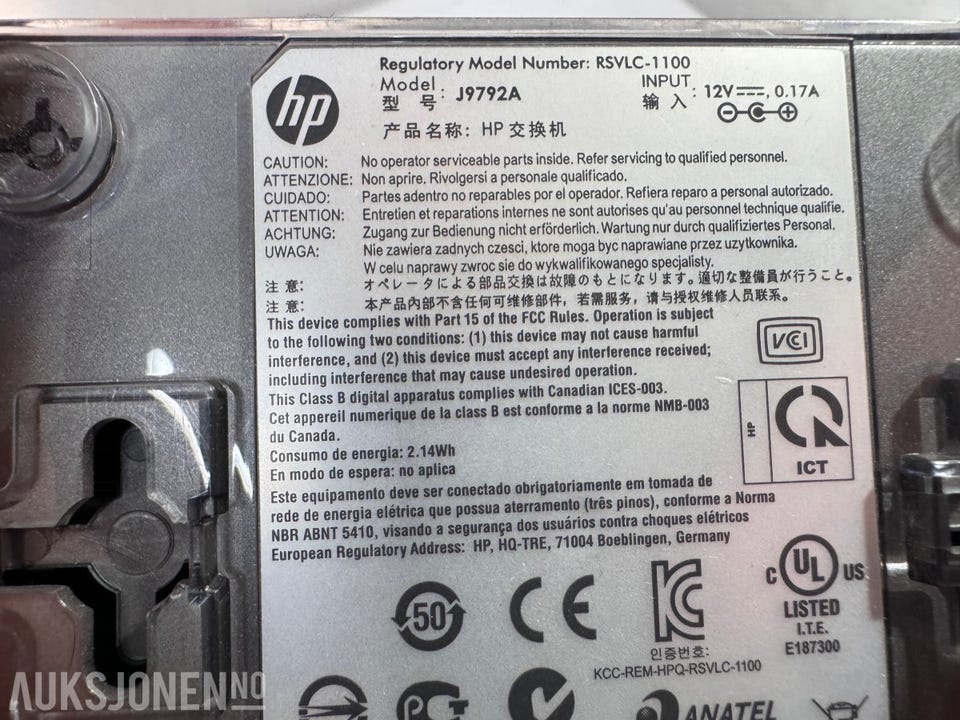 hp
Regulatory Model Number: RSVLC-1100
Model
型 号 : J9792A
INPUT
输 入 : 12V⎓, 0.17A
产品名称: HP 交换机
CAUTION: No operator serviceable parts inside. Refer servicing to qualified personnel.
ATTENZIONE: Non aprire. Rivolgersi a personale qualificado.
CUIDADO: Partes adentro no reparables por el operador. Refiera reparo a personal autorizado.
ATTENTION: Entretien et reparations internes ne sont autorises qu'au personnel technique qualifie.
ACHTUNG: Zugang zur Bedienung nicht erförderlich. Wartung nur durch qualifiziertes Personal.
UWAGA: Nie zawiera zadnych czesci, ktore moga byc naprawiane przez uzytkownika.
W celu naprawy zwroc sie do wykwalifikowanego specjalisty.
注 意: オペレータによる部品交換は故障のもとになります。適切な整備員が行うこと。
注 意: 本产品内部不含任何可维修部件，若需服务，请与授权维修人员联系。
This device complies with Part 15 of the FCC Rules. Operation is subject
to the following two conditions: (1) this device may not cause harmful
interference, and (2) this device must accept any interference received;
including interference that may cause undesired operation.
This Class B digital apparatus complies with Canadian ICES-003.
Cet appareil numerique de la class B est conforme a la norme NMB-003
du Canada.
Consumo de energia: 2.14Wh
En modo de espera: no aplica
VCCI
HP
ICT
Este equipamento deve ser conectado obrigatoriamente em tomada de
rede de energia elétrica que possua aterramento (três pinos), conforme a Norma
NBR ABNT 5410, visando a segurança dos usuários contra choques elétricos
European Regulatory Address: HP, HQ-TRE, 71004 Boeblingen, Germany
50
CE
KC
인증번호:
KCC-REM-HPQ-RSVLC-1100
C UL US
LISTED
I.T.E.
E187300
AUKSJONEN NO
ANATEL